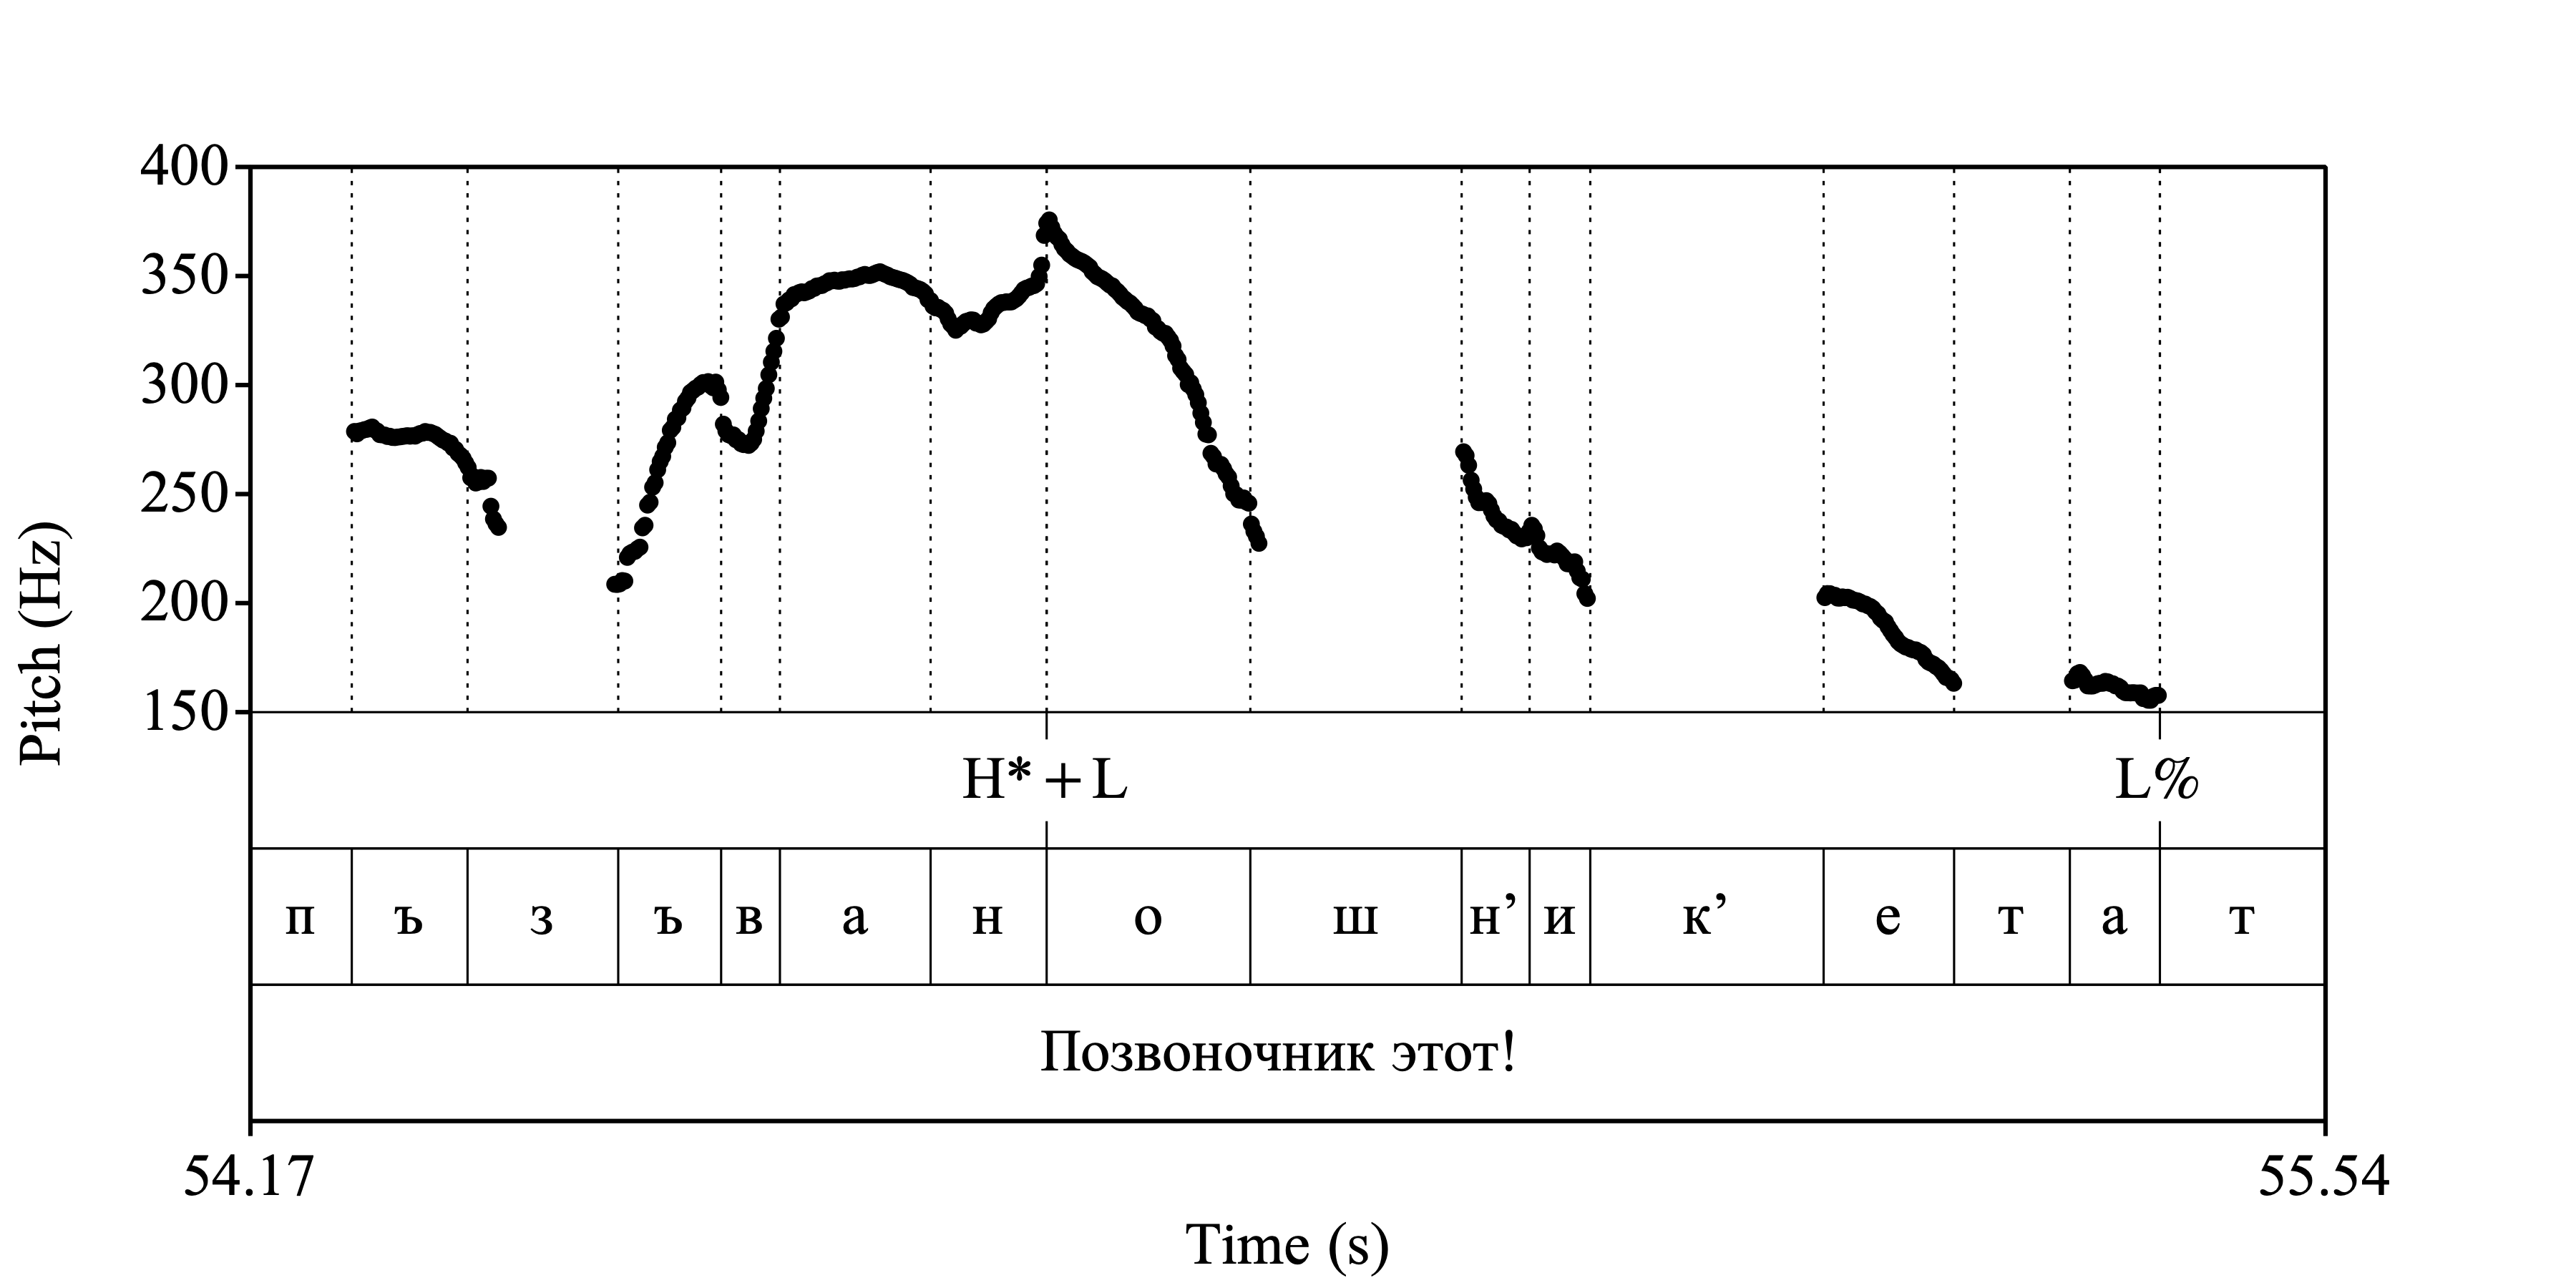 400
350
300
250
200
150
Pitch (Hz)
H* + L L%
п ъ з ъ в а н о ш н’ и к’ е т а т
Позвоночник этот!
54.17 55.54
Time (s)